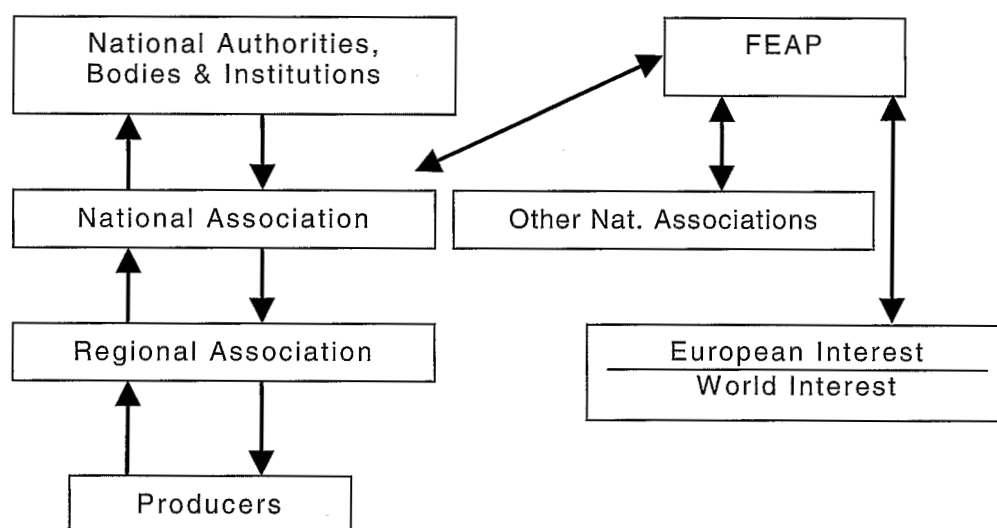 National Authorities,
Bodies & Institutions
FEAP
National Association
Other Nat. Associations
Regional Association
European Interest
World Interest
Producers